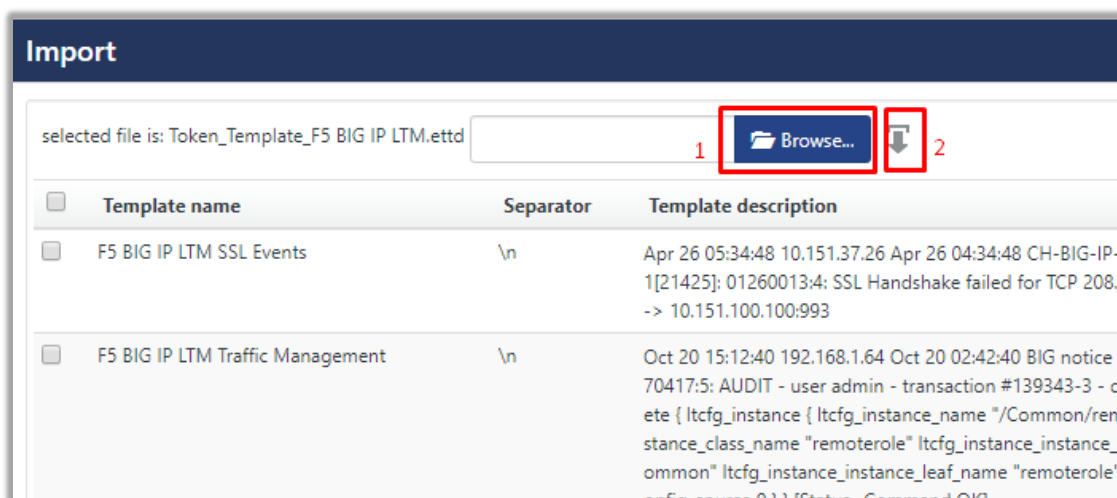 Import
selected file is: Token_Template_F5 BIG IP LTM.ettd 1 Browse... 2
Template name Separator Template description
F5 BIG IP LTM SSL Events \n Apr 26 05:34:48 10.151.37.26 Apr 26 04:34:48 CH-BIG-IP-
1[21425]: 01260013:4: SSL Handshake failed for TCP 208.
-> 10.151.100.100:993
F5 BIG IP LTM Traffic Management \n Oct 20 15:12:40 192.168.1.64 Oct 20 02:42:40 BIG notice
70417:5: AUDIT - user admin - transaction #139343-3 - c
ete { ltcfg_instance { ltcfg_instance_name "/Common/rem
stance_class_name "remoterole" ltcfg_instance_instance_
ommon" ltcfg_instance_instance_leaf_name "remoterole"